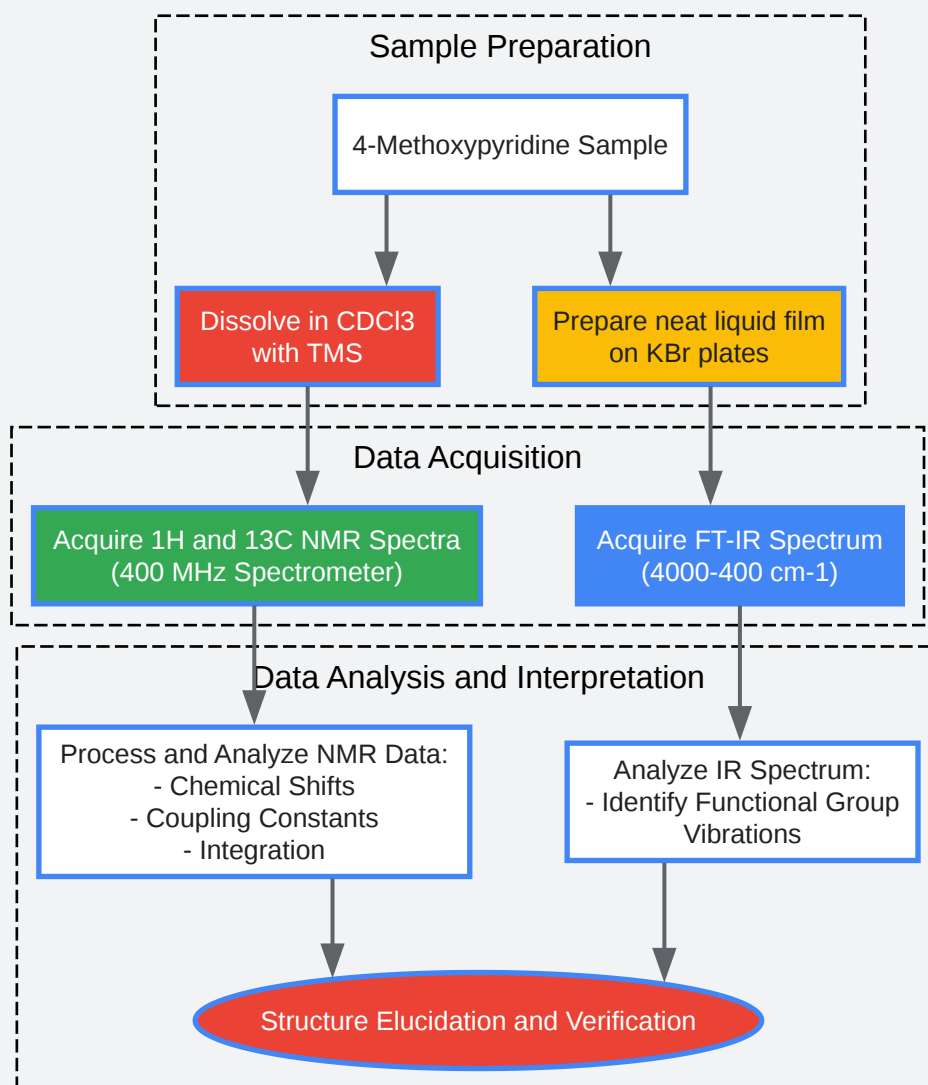 Sample Preparation
4-Methoxypyridine Sample
Dissolve in CDCl3
with TMS
Prepare neat liquid film
on KBr plates
Data Acquisition
Acquire 1H and 13C NMR Spectra
(400 MHz Spectrometer)
Acquire FT-IR Spectrum
(4000-400 cm-1)
Data Analysis and Interpretation
Process and Analyze NMR Data:
- Chemical Shifts
- Coupling Constants
- Integration
Analyze IR Spectrum:
- Identify Functional Group
Vibrations
Structure Elucidation and Verification